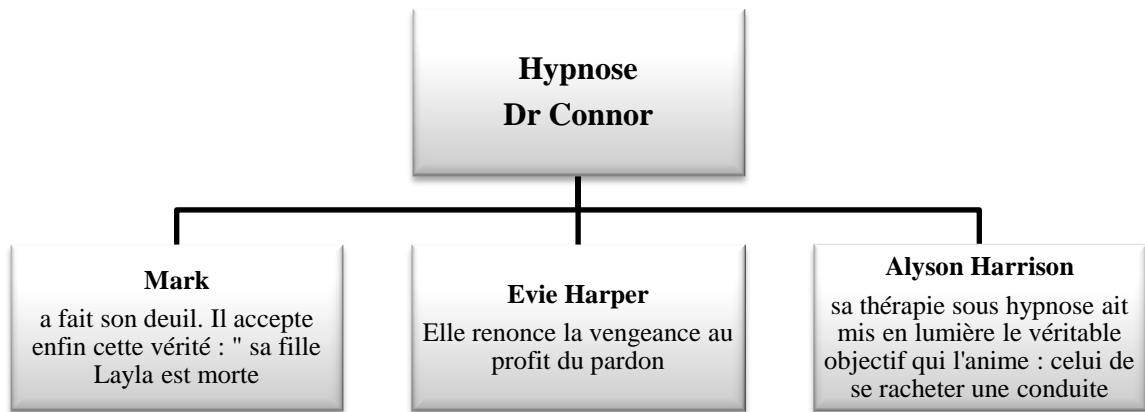 Hypnose
Dr Connor
Mark
a fait son deuil. Il accepte
enfin cette vérité : " sa fille
Layla est morte
Evie Harper
Elle renonce la vengeance au
profit du pardon
Alyson Harrison
sa thérapie sous hypnose ait
mis en lumière le véritable
objectif qui l'anime : celui de
se racheter une conduite